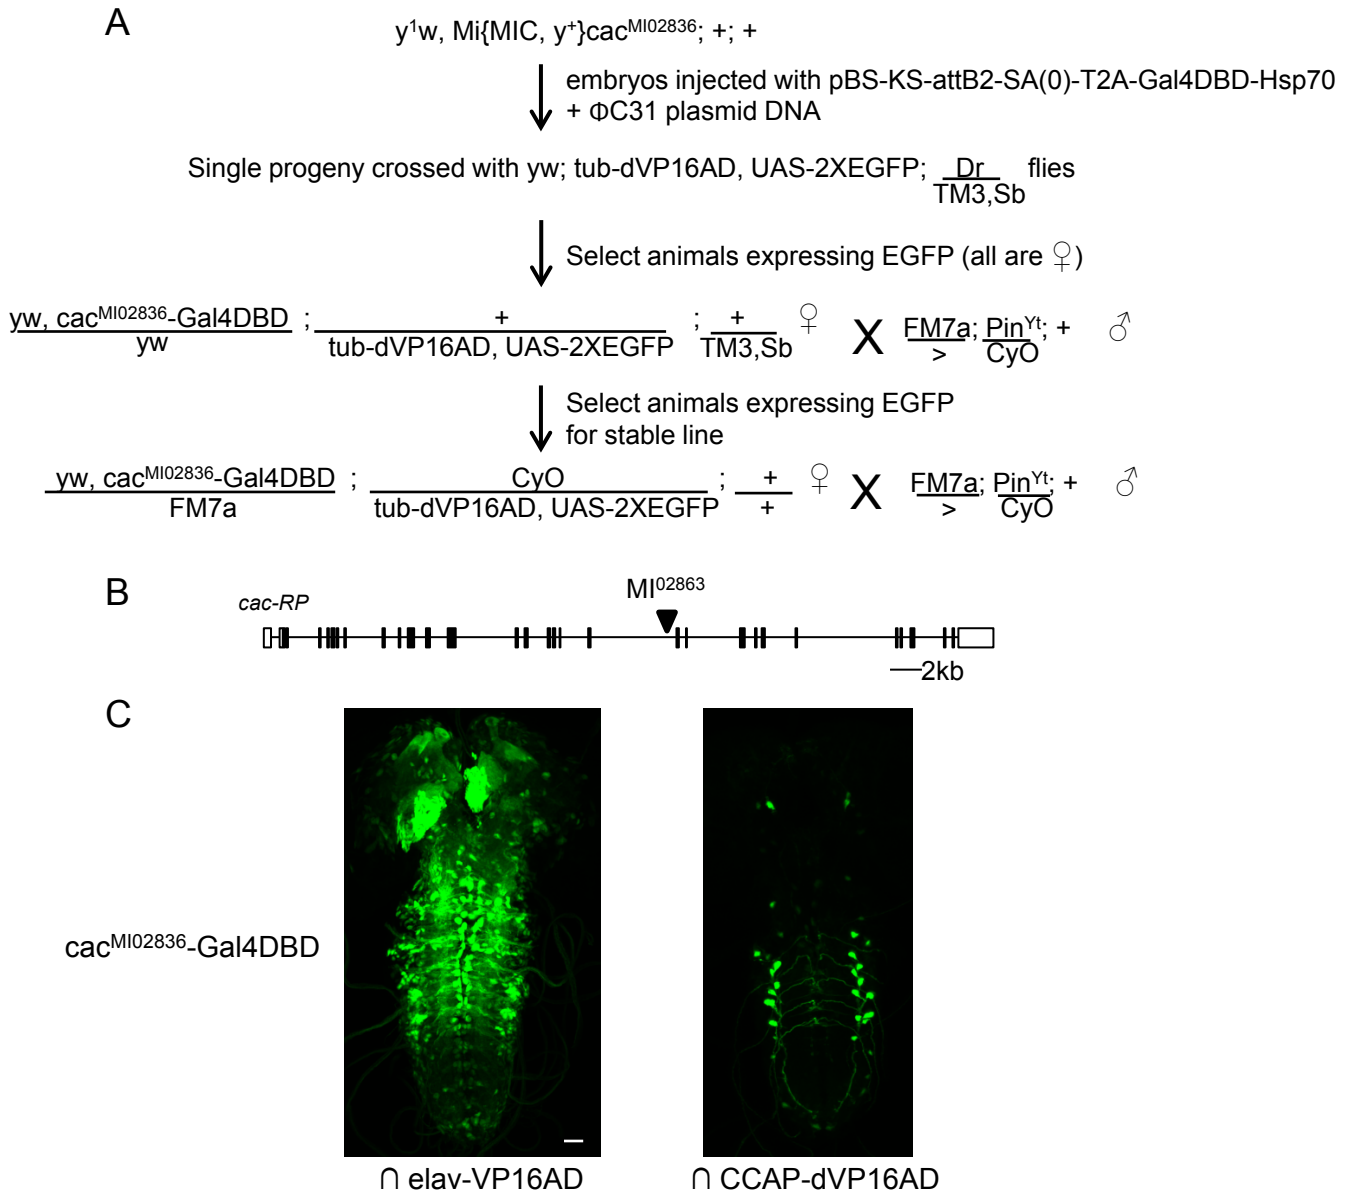 A
y¹w, Mi{MIC, y⁺}cacᴹᴵ⁰²⁸³⁶; +; +
embryos injected with pBS-KS-attB2-SA(0)-T2A-Gal4DBD-Hsp70
+ ΦC31 plasmid DNA
Single progeny crossed with yw; tub-dVP16AD, UAS-2XEGFP; Dr flies
TM3,Sb
Select animals expressing EGFP (all are ♀)
yw, cacᴹᴵ⁰²⁸³⁶-Gal4DBD ; + ; + ♀ X FM7a; Pinʸᵗ; + ♂
yw tub-dVP16AD, UAS-2XEGFP TM3,Sb > CyO
Select animals expressing EGFP
for stable line
yw, cacᴹᴵ⁰²⁸³⁶-Gal4DBD ; CyO ; + ♀ X FM7a; Pinʸᵗ; + ♂
FM7a tub-dVP16AD, UAS-2XEGFP + > CyO
B
cac-RP
MI⁰²⁸⁶³
2kb
C
cacᴹᴵ⁰²⁸³⁶-Gal4DBD
∩ elav-VP16AD
∩ CCAP-dVP16AD